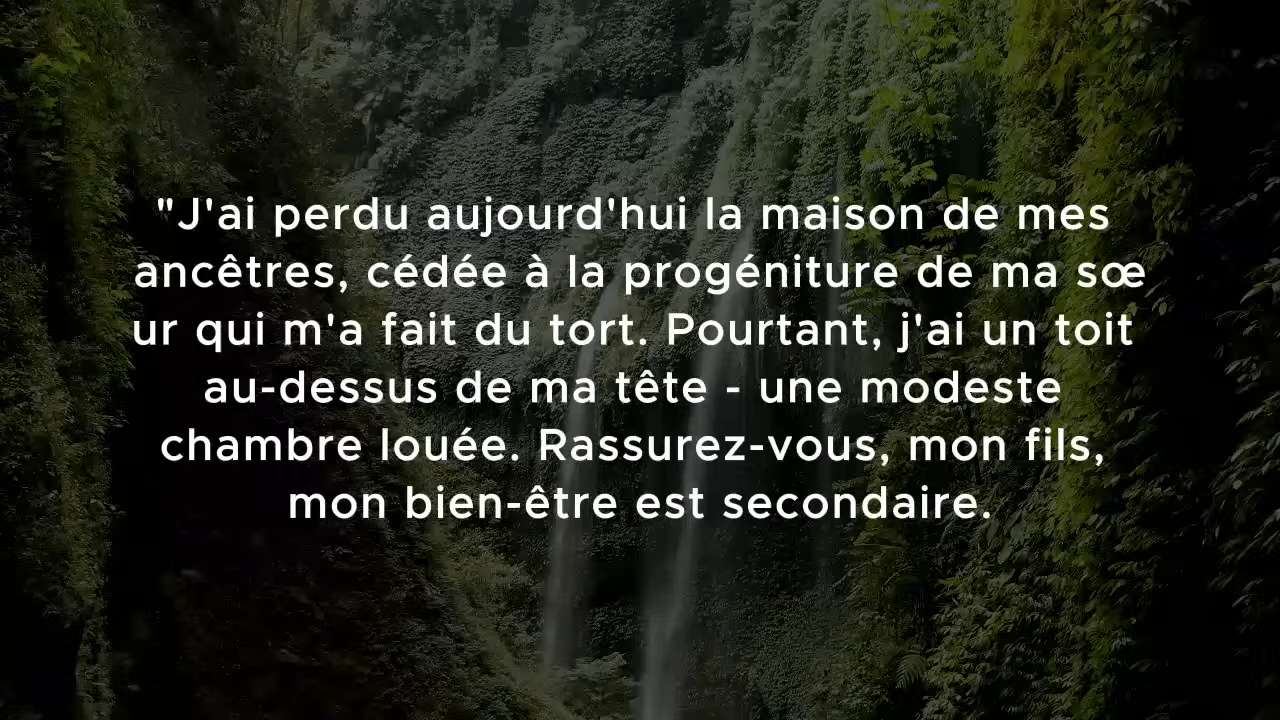 "J'ai perdu aujourd'hui la maison de mes
ancêtres, cédée à la progéniture de ma sœ
ur qui m'a fait du tort. Pourtant, j'ai un toit
au-dessus de ma tête - une modeste
chambre louée. Rassurez-vous, mon fils,
mon bien-être est secondaire.